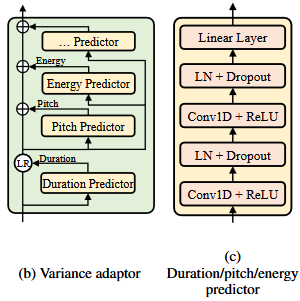 ... Predictor
Energy
Energy Predictor
Pitch
Pitch Predictor
LR
Duration
Duration Predictor
(b) Variance adaptor
Linear Layer
LN + Dropout
Conv1D + ReLU
LN + Dropout
Conv1D + ReLU
(c)
Duration/pitch/energy
predictor